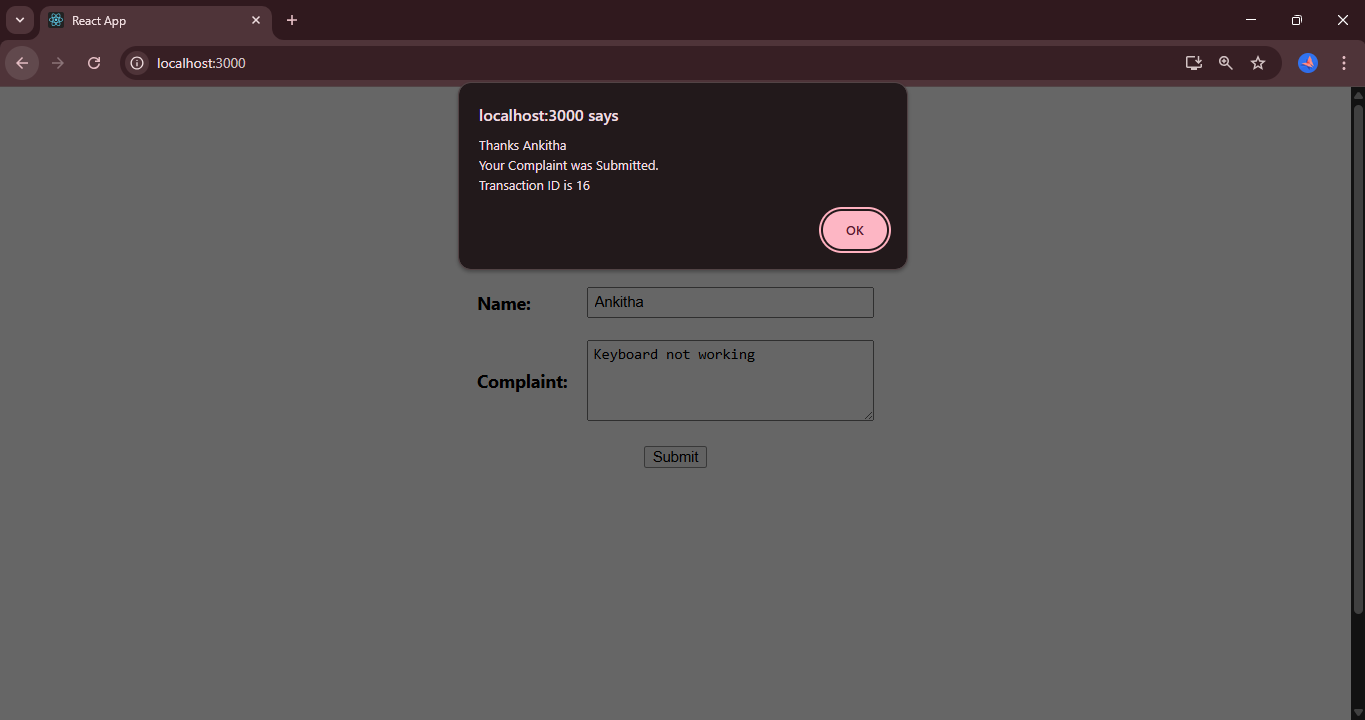 React App
localhost:3000
localhost:3000 says
Thanks Ankitha
Your Complaint was Submitted.
Transaction ID is 16
OK
Name: Ankitha
Complaint: Keyboard not working
Submit